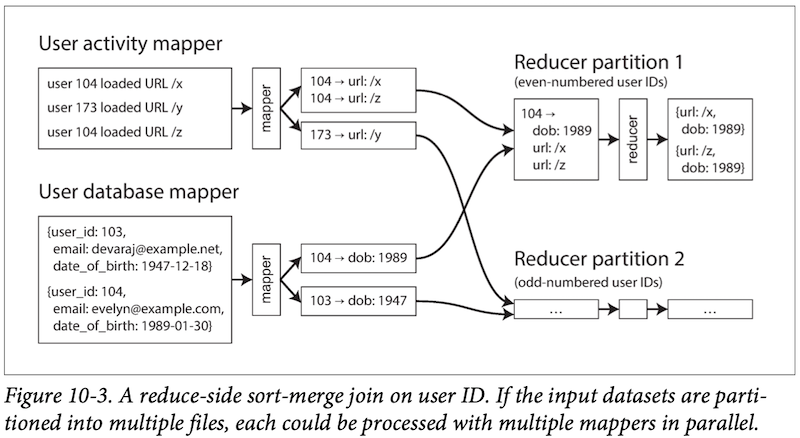 User activity mapper
user 104 loaded URL /x
user 173 loaded URL /y
user 104 loaded URL /z
mapper
104 → url: /x
104 → url: /z
173 → url: /y
User database mapper
{user_id: 103,
email: devaraj@example.net,
date_of_birth: 1947-12-18}
{user_id: 104,
email: evelyn@example.com,
date_of_birth: 1989-01-30}
mapper
104 → dob: 1989
103 → dob: 1947
Reducer partition 1
(even-numbered user IDs)
104 →
dob: 1989
url: /x
url: /z
reducer
{url: /x,
dob: 1989}
{url: /z,
dob: 1989}
Reducer partition 2
(odd-numbered user IDs)
...
...
Figure 10-3. A reduce-side sort-merge join on user ID. If the input datasets are parti-
tioned into multiple files, each could be processed with multiple mappers in parallel.